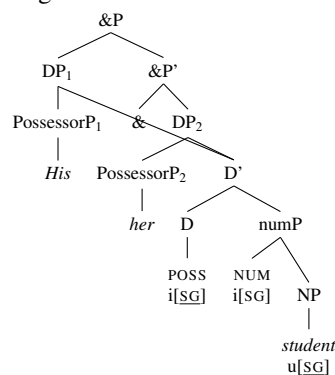 &P
DP₁ &P'
PossessorP₁ & DP₂
His PossessorP₂ D'
her D numP
POSS NUM
i[SG] i[SG] NP
student
u[SG]